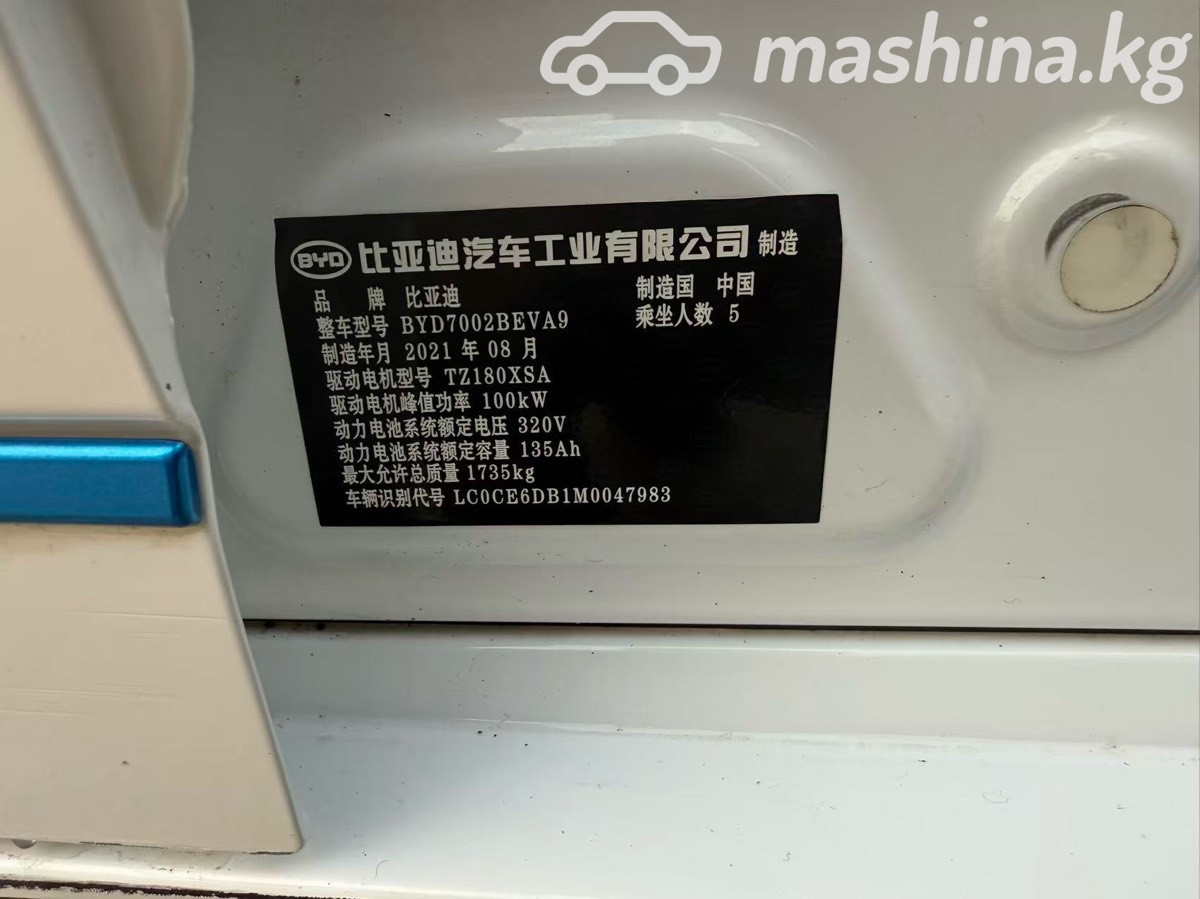 mashina.kg
BYD 比亚迪汽车工业有限公司 制造
品 牌 比亚迪 制造国 中国
整车型号 BYD7002BEVA9 乘坐人数 5
制造年月 2021 年 08 月
驱动电机型号 TZ180XSA
驱动电机峰值功率 100kW
动力电池系统额定电压 320V
动力电池系统额定容量 135Ah
最大允许总质量 1735kg
车辆识别代号 LC0CE6DB1M0047983